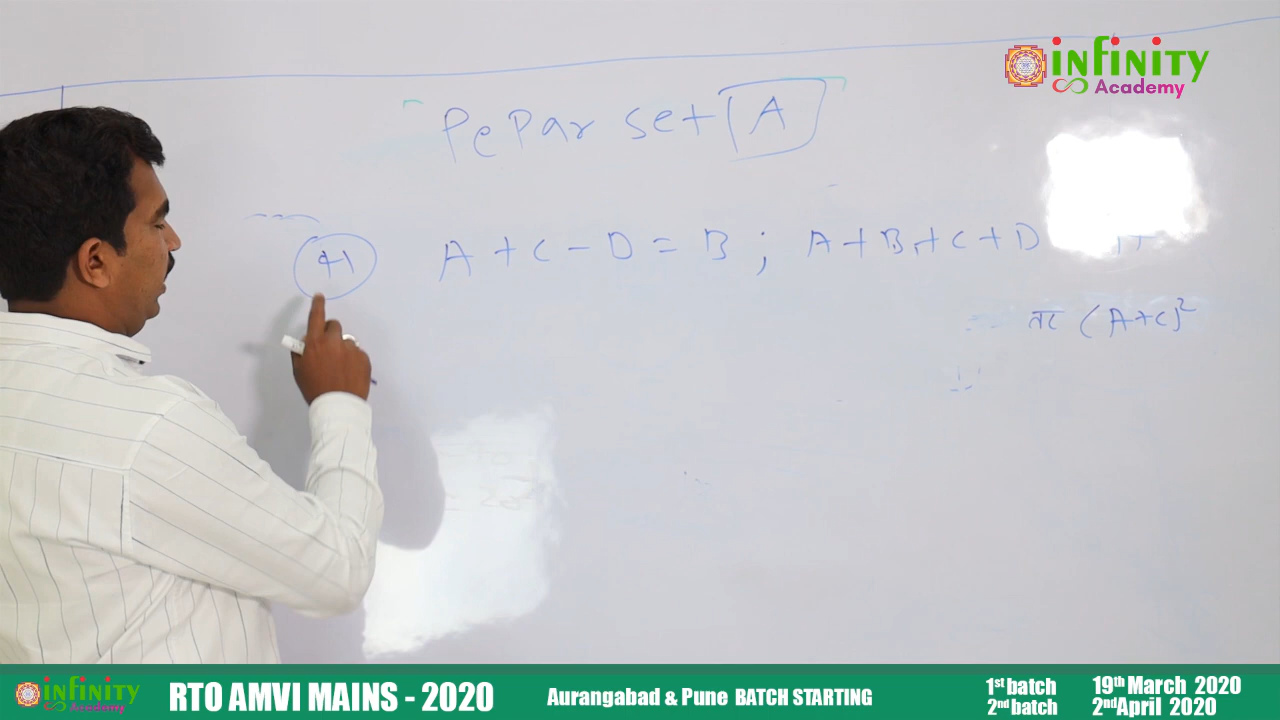 infinity
Academy
PePar set A
41 A + C - D = B ; A + B + C + D
π (A+C)²
infinity
Academy
RTO AMVI MAINS - 2020
Aurangabad & Pune BATCH STARTING
1st batch 19th March 2020
2nd batch 2nd April 2020